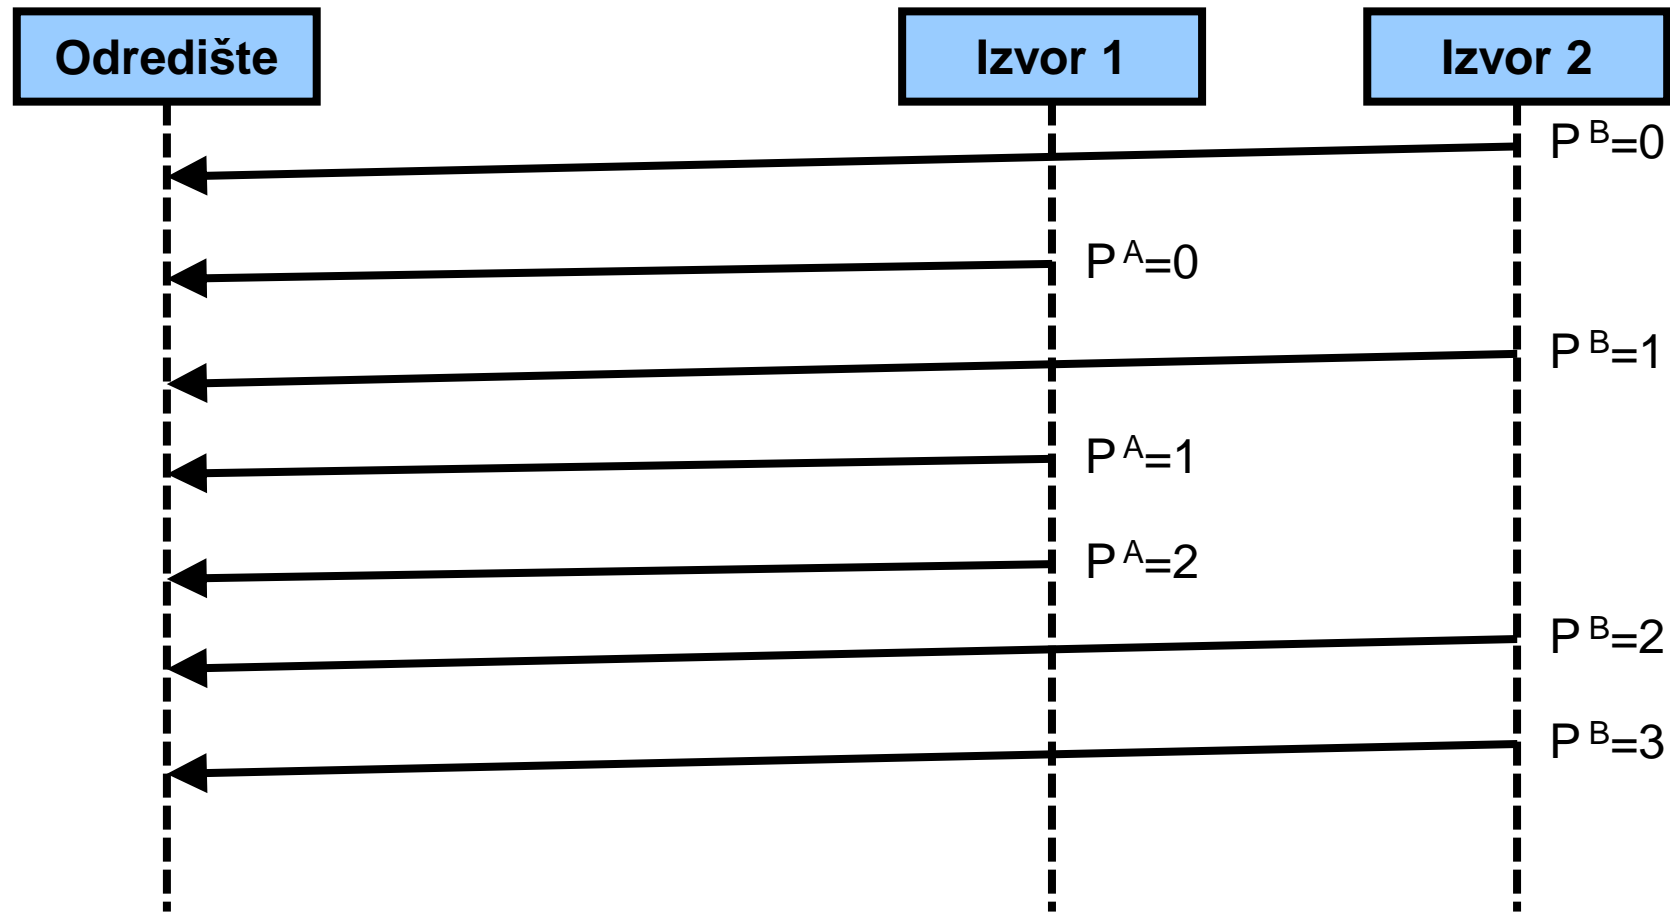 Odredište
Izvor 1
Izvor 2
P B=0
P A=0
P B=1
P A=1
P A=2
P B=2
P B=3